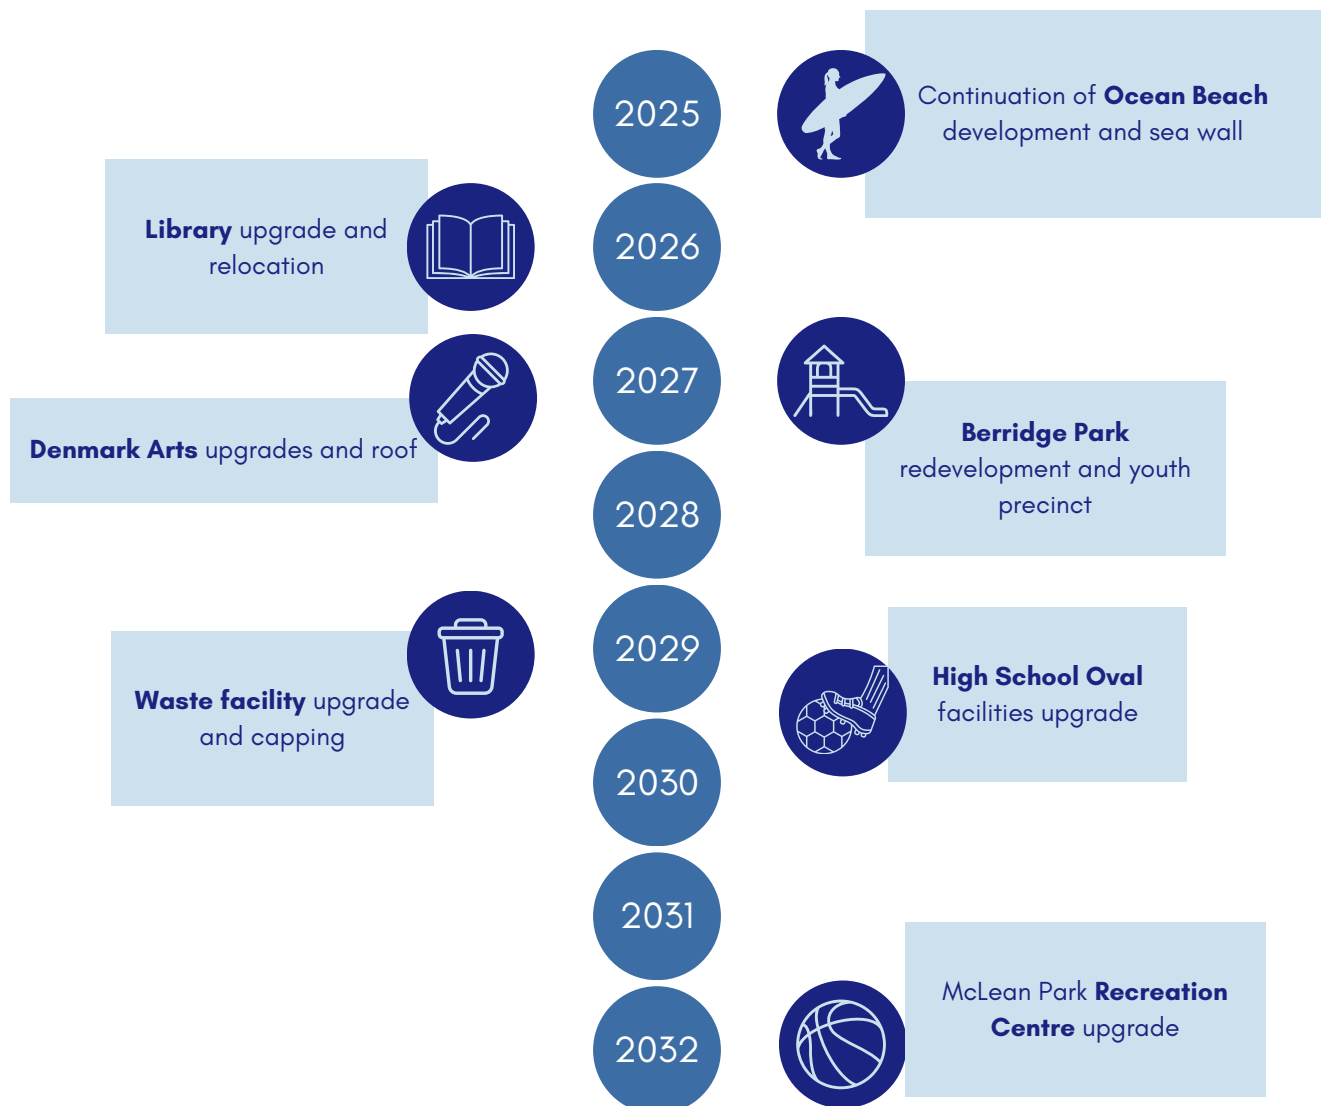 2025
Continuation of Ocean Beach
development and sea wall
Library upgrade and
relocation
2026
2027
Denmark Arts upgrades and roof
Berridge Park
redevelopment and youth
precinct
2028
2029
Waste facility upgrade
and capping
High School Oval
facilities upgrade
2030
2031
McLean Park Recreation
Centre upgrade
2032